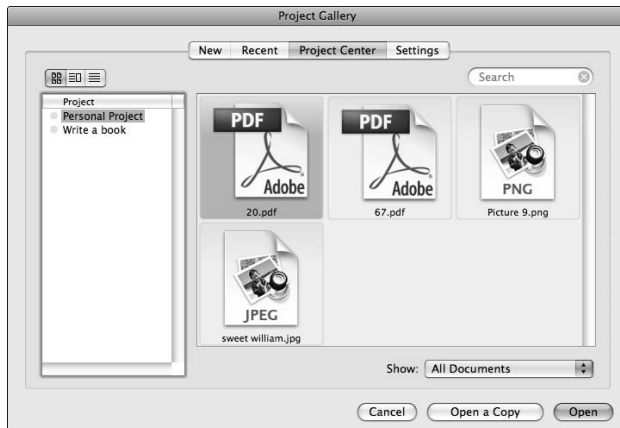 Project Gallery
New Recent Project Center Settings
Search
Project
Personal Project
Write a book
PDF
Adobe
20.pdf
PDF
Adobe
67.pdf
PNG
Picture 9.png
JPEG
sweet william.jpg
Show: All Documents
Cancel Open a Copy Open